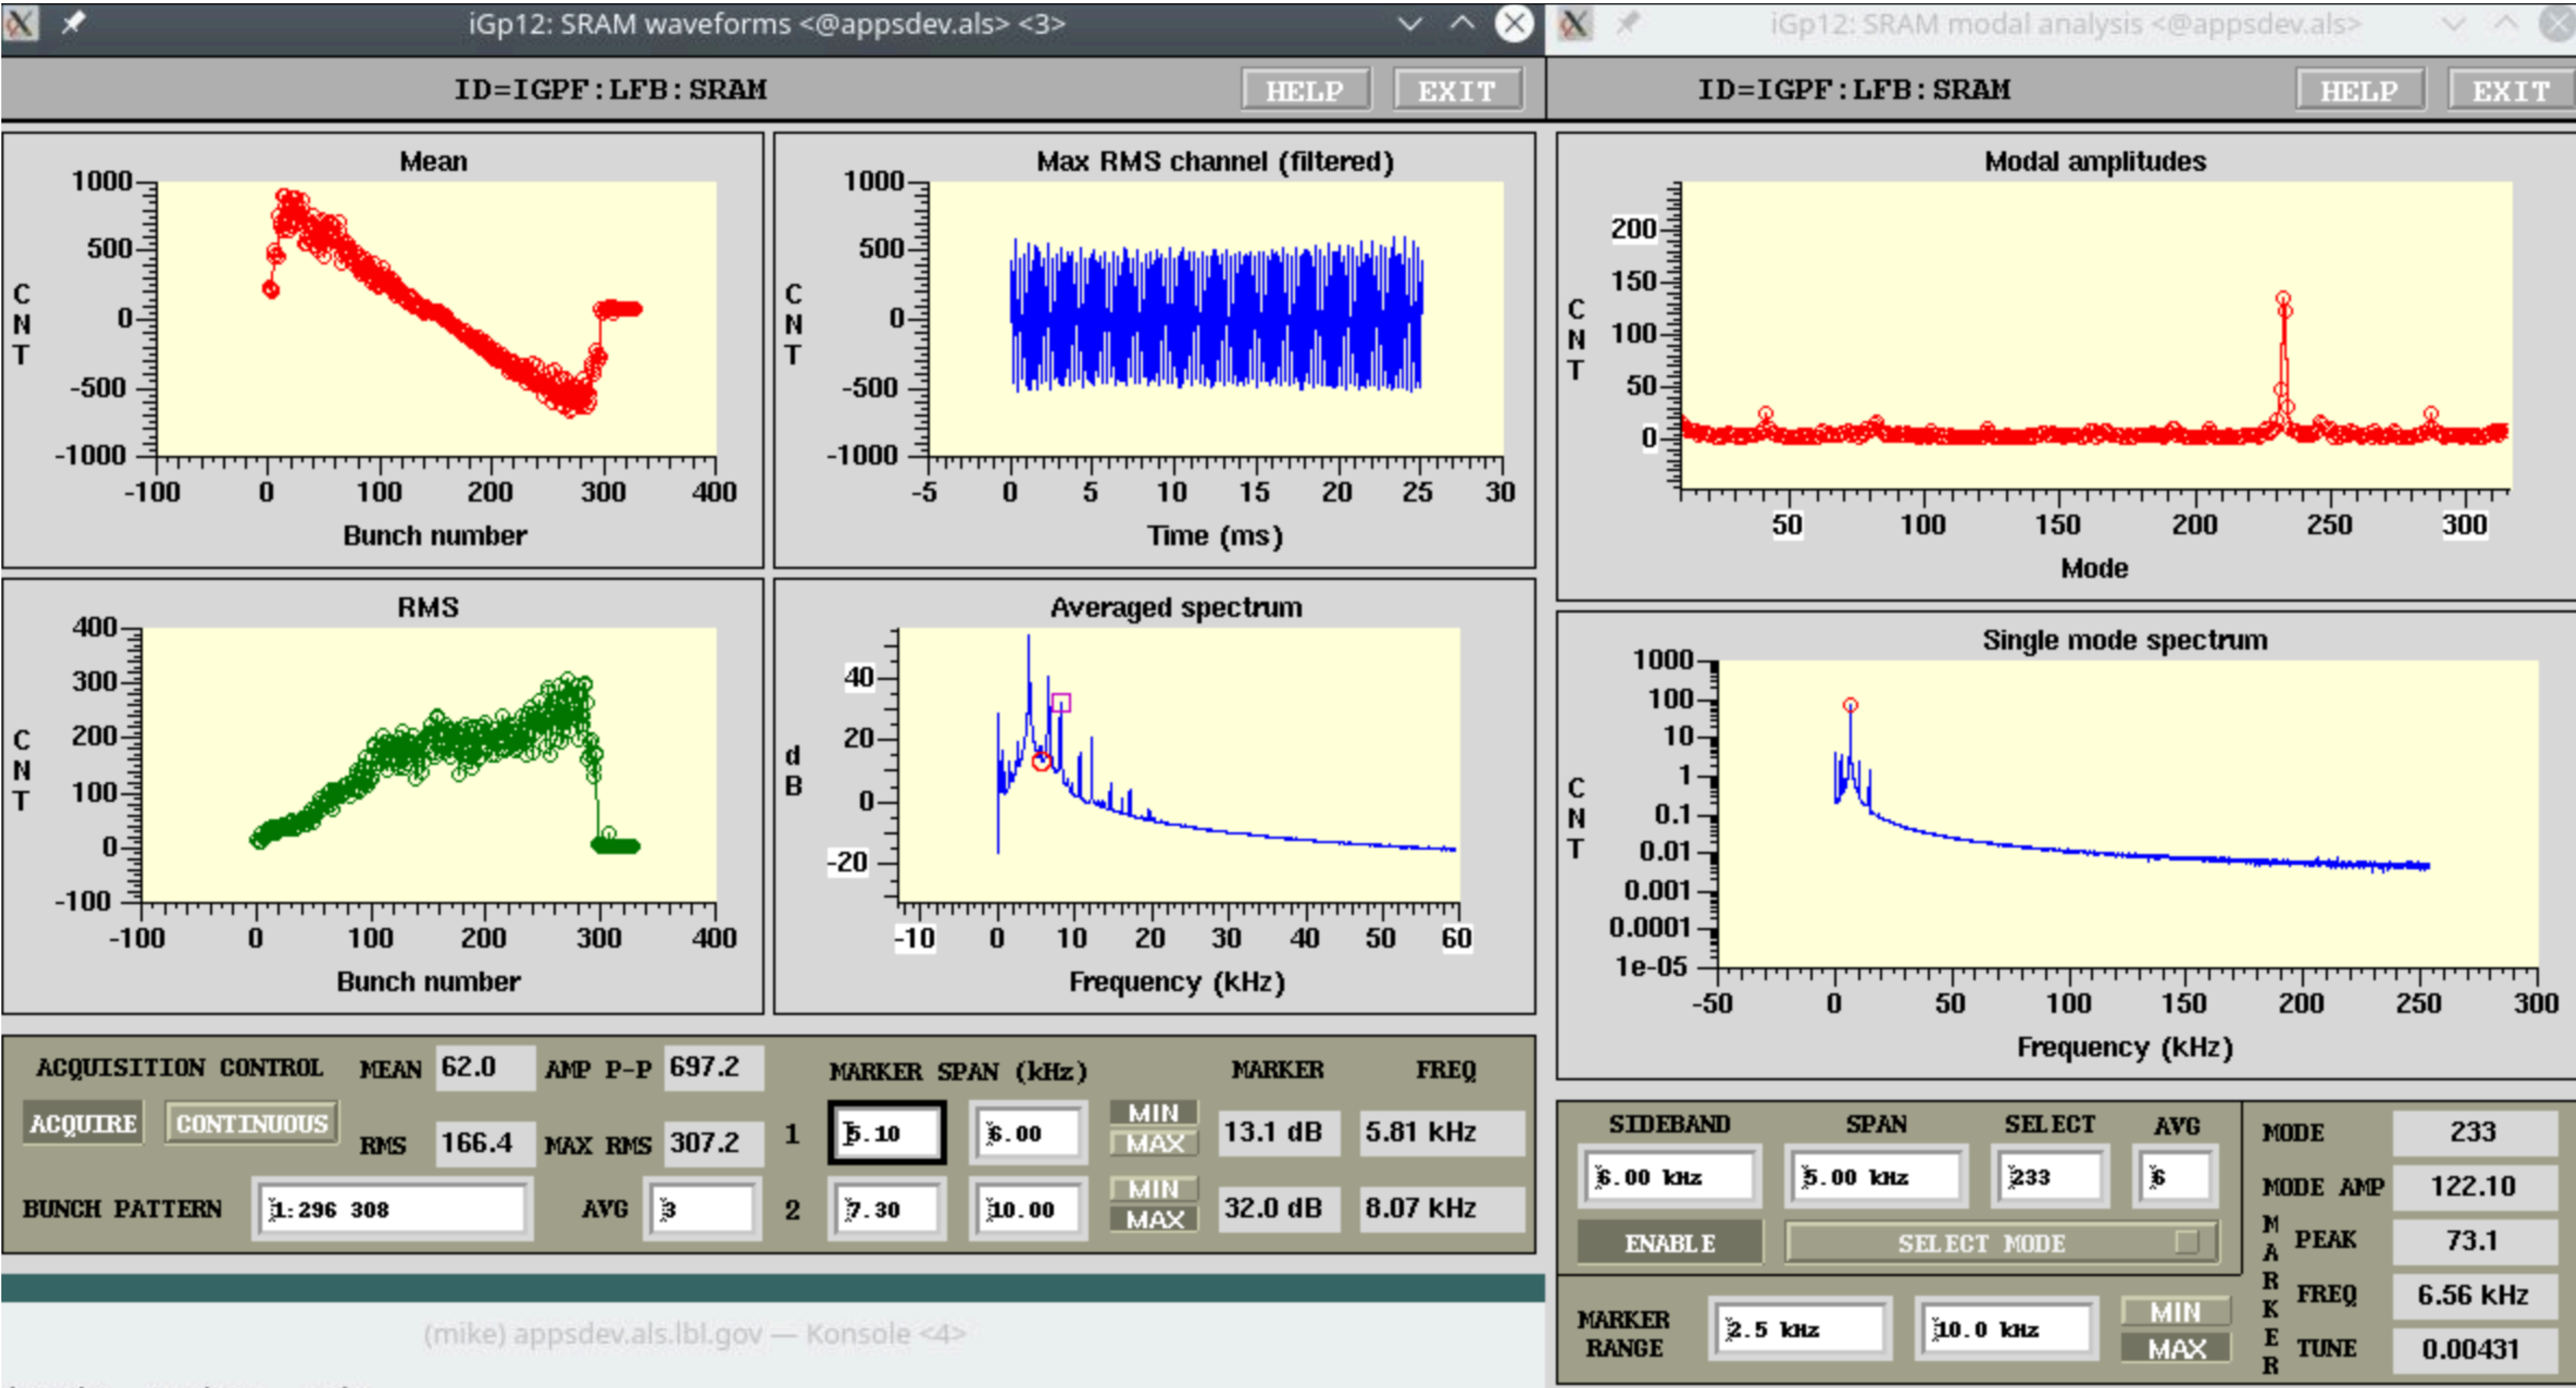 iGp12: SRAM waveforms <@appsdev.als> <3>
ID=IGPF:LFB:SRAM
HELP EXIT
Mean
1000
500
0
-500
-1000
CNT
-100 0 100 200 300 400
Bunch number
Max RMS channel (filtered)
1000
500
0
-500
-1000
CNT
-5 0 5 10 15 20 25 30
Time (ms)
RMS
400
300
200
100
0
-100
CNT
-100 0 100 200 300 400
Bunch number
Averaged spectrum
40
20
0
-20
dB
-10 0 10 20 30 40 50 60
Frequency (kHz)
ACQUISITION CONTROL MEAN 62.0 AMP P-P 697.2
ACQUIRE CONTINUOUS
RMS 166.4 MAX RMS 307.2
BUNCH PATTERN 1:296 308 AVG 3
MARKER SPAN (kHz) MARKER FREQ
1 5.10 6.00 MIN MAX 13.1 dB 5.81 kHz
2 7.30 10.00 MIN MAX 32.0 dB 8.07 kHz
(mike) appsdev.als.lbl.gov — Konsole <4>
iGp12: SRAM modal analysis <@appsdev.als>
ID=IGPF:LFB:SRAM
HELP EXIT
Modal amplitudes
200
150
100
50
0
CNT
50 100 150 200 250 300
Mode
Single mode spectrum
1000
100
10
1
0.1
0.01
0.001
0.0001
1e-05
CNT
-50 0 50 100 150 200 250 300
Frequency (kHz)
SIDEBAND SPAN SELECT AVG
6.00 kHz 5.00 kHz 233 6
ENABLE SELECT MODE
MARKER RANGE 2.5 kHz 10.0 kHz MIN MAX
MODE 233
MODE AMP 122.10
MARKER
PEAK 73.1
FREQ 6.56 kHz
TUNE 0.00431